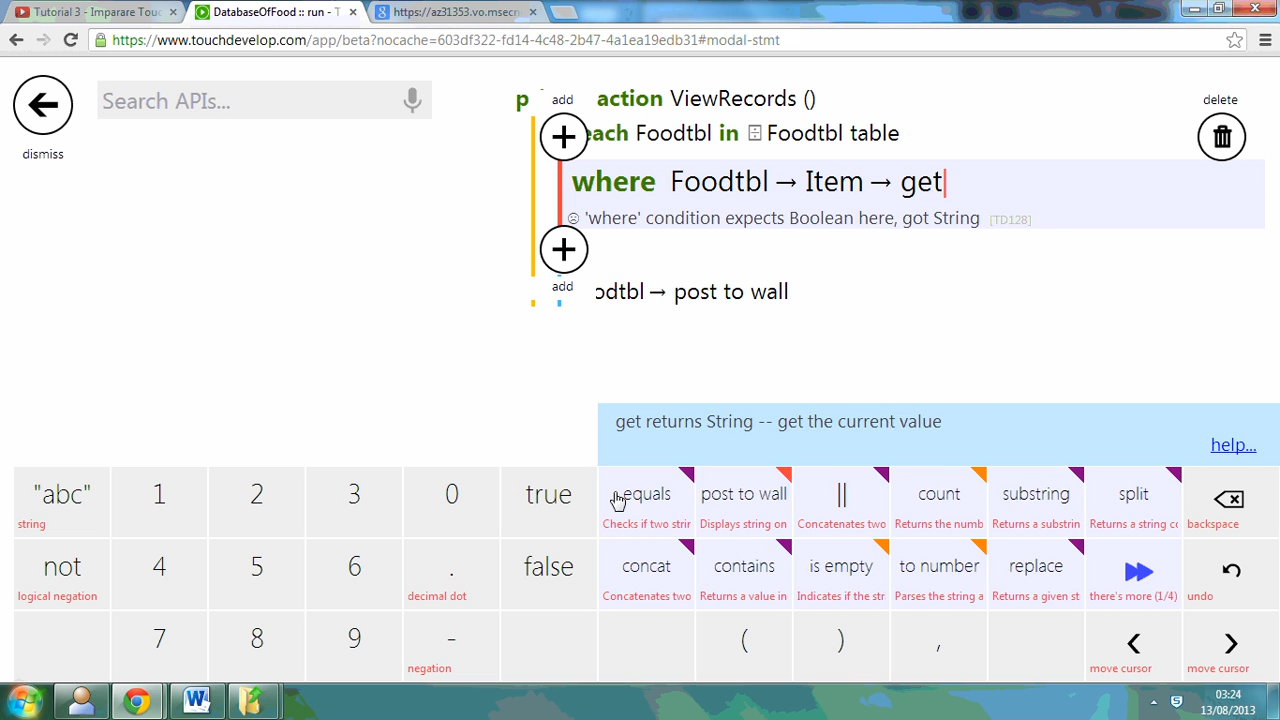 Tutorial 3 - Imparare Touc
DatabaseOfFood :: run - T
https://az31353.vo.msecn
https://www.touchdevelop.com/app/beta?nocache=603df322-fd14-4c48-2b47-4a1ea19edb31#modal-stmt
dismiss
Search APIs...
add
p action ViewRecords ()
delete
each Foodtbl in Foodtbl table
where Foodtbl → Item → get
'where' condition expects Boolean here, got String [TD128]
add
odtbl → post to wall
get returns String -- get the current value
help...
"abc" 1 2 3 0 true equals post to wall || count substring split
string Checks if two strin Displays string on Concatenates two Returns the numb Returns a substrin Returns a string co backspace
not 4 5 6 . false concat contains is empty to number replace
logical negation decimal dot Concatenates two Returns a value in Indicates if the str Parses the string a Returns a given st there's more (1/4) undo
7 8 9 - ( ) ,
negation move cursor move cursor
03:24
13/08/2013